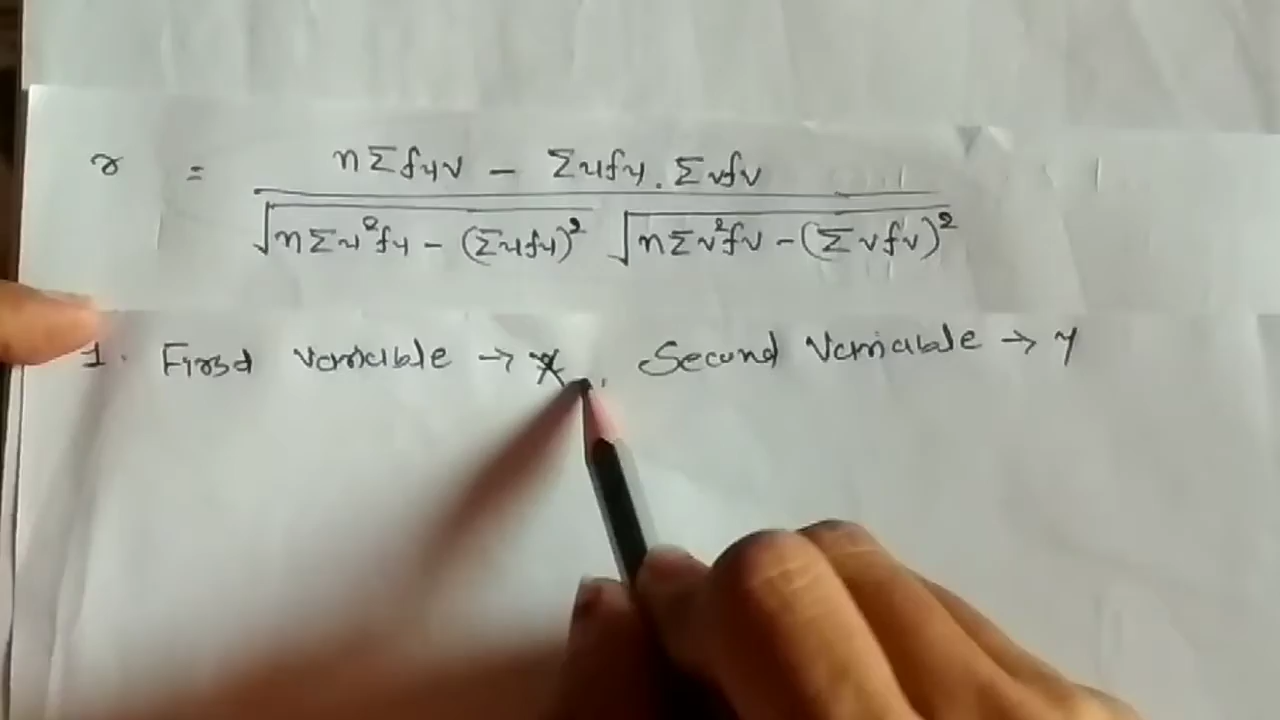 r = nΣfuv - Σufu . Σvfv
√nΣu²fu - (Σufu)² √nΣv²fv - (Σvfv)²
1. First variable → x, Second variable → y